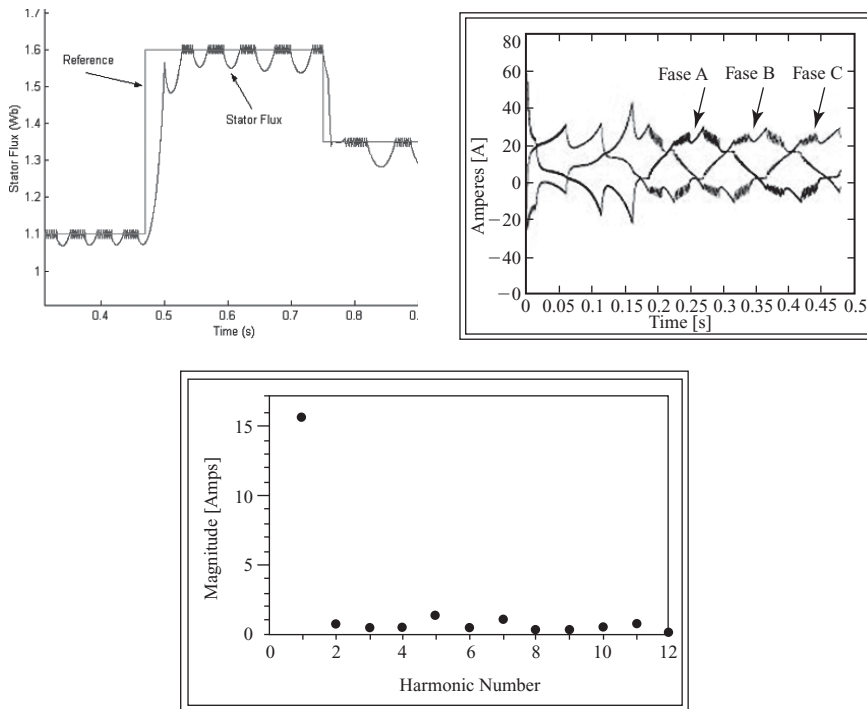 1.7
1.6
1.5
1.4
1.3
1.2
1.1
1
Stator Flux (Wb)
Reference
Stator Flux
0.4 0.5 0.6 0.7 0.8 0.
Time (s)
80
60
40
20
0
−20
−40
−0
Amperes [A]
Fase A Fase B Fase C
0 0.05 0.1 0.15 0.2 0.25 0.3 0.35 0.4 0.45 0.5
Time [s]
15
10
5
0
Magnitude [Amps]
0 2 4 6 8 10 12
Harmonic Number